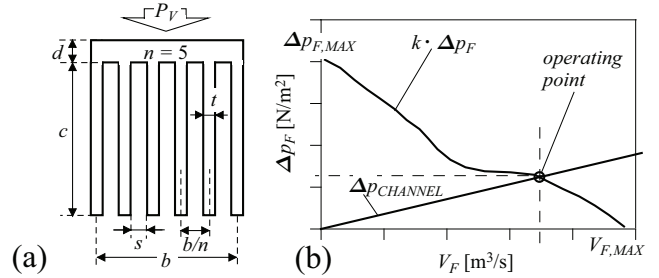 (a)
P_V
d
n = 5
c
t
s
b/n
b
(b)
Δp_F,MAX
k· Δp_F
operating
point
Δp_F [N/m²]
Δp_CHANNEL
V_F [m³/s]
V_F,MAX